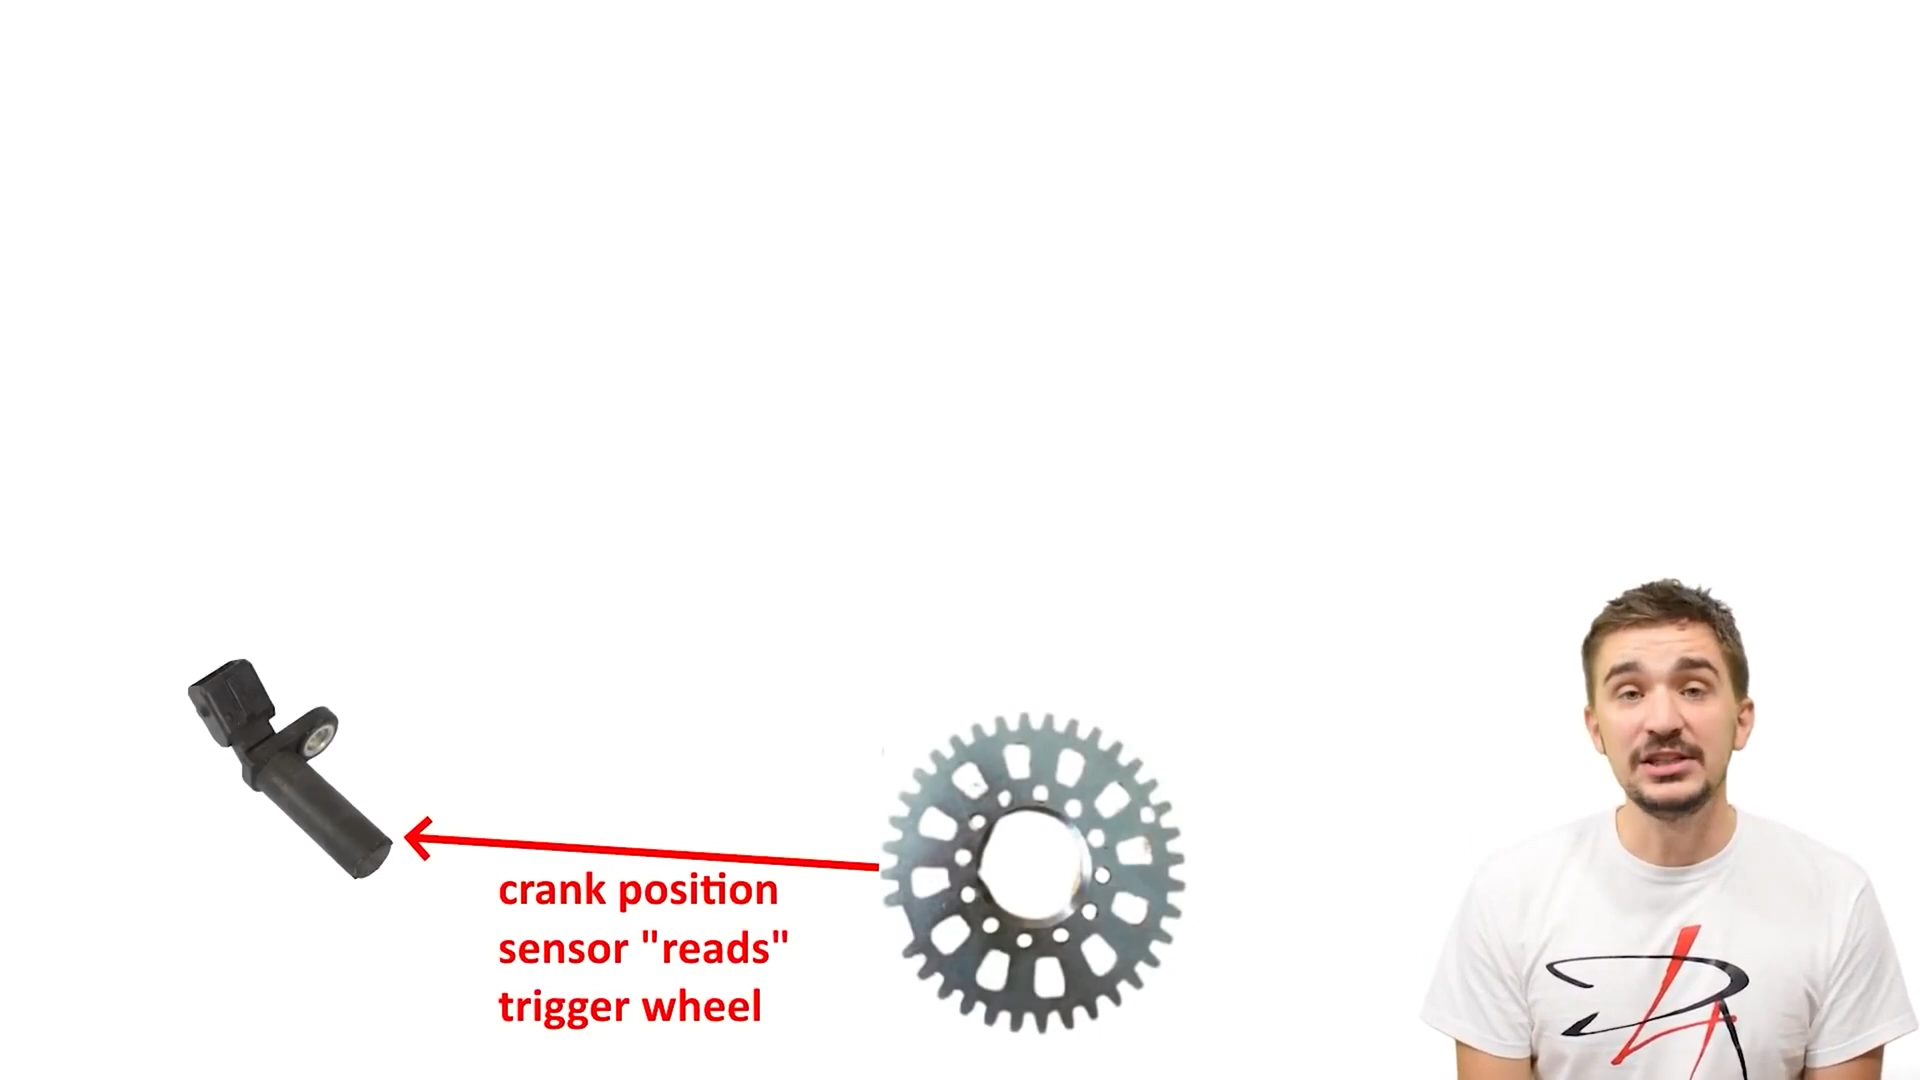 crank position
sensor "reads"
trigger wheel